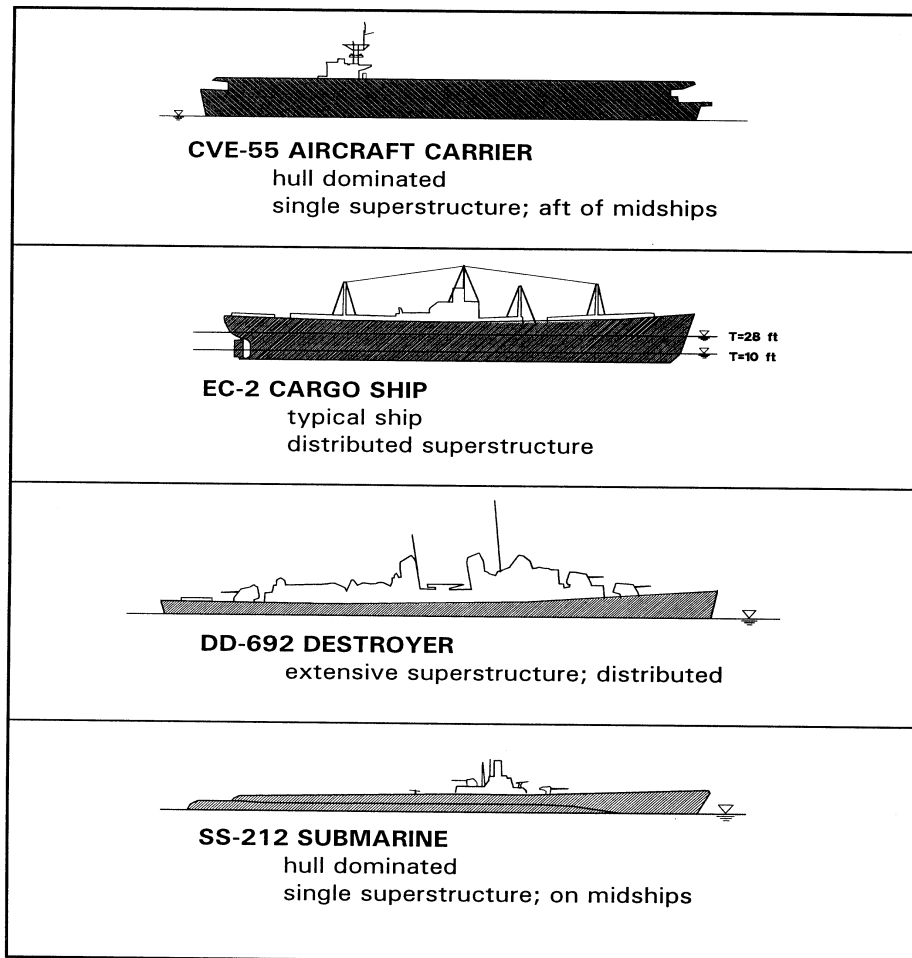 CVE-55 AIRCRAFT CARRIER
hull dominated
single superstructure; aft of midships
T=28 ft
T=10 ft
EC-2 CARGO SHIP
typical ship
distributed superstructure
DD-692 DESTROYER
extensive superstructure; distributed
SS-212 SUBMARINE
hull dominated
single superstructure; on midships